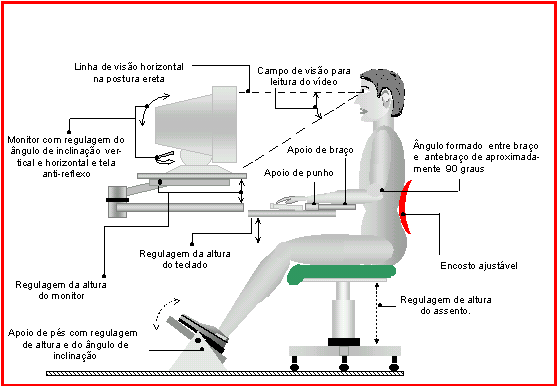 Linha de visão horizontal
na postura ereta
Campo de visão para
leitura do vídeo
Monitor com regulagem do
ângulo de inclinação ver-
tical e horizontal e tela
anti-reflexo
Ângulo formado entre braço
e antebraço de aproximada-
mente 90 graus
Apoio de braço
Apoio de punho
Regulagem da altura
do teclado
Encosto ajustável
Regulagem da altura
do monitor
Regulagem de altura
do assento.
Apoio de pés com regulagem
de altura e do ângulo de
inclinação